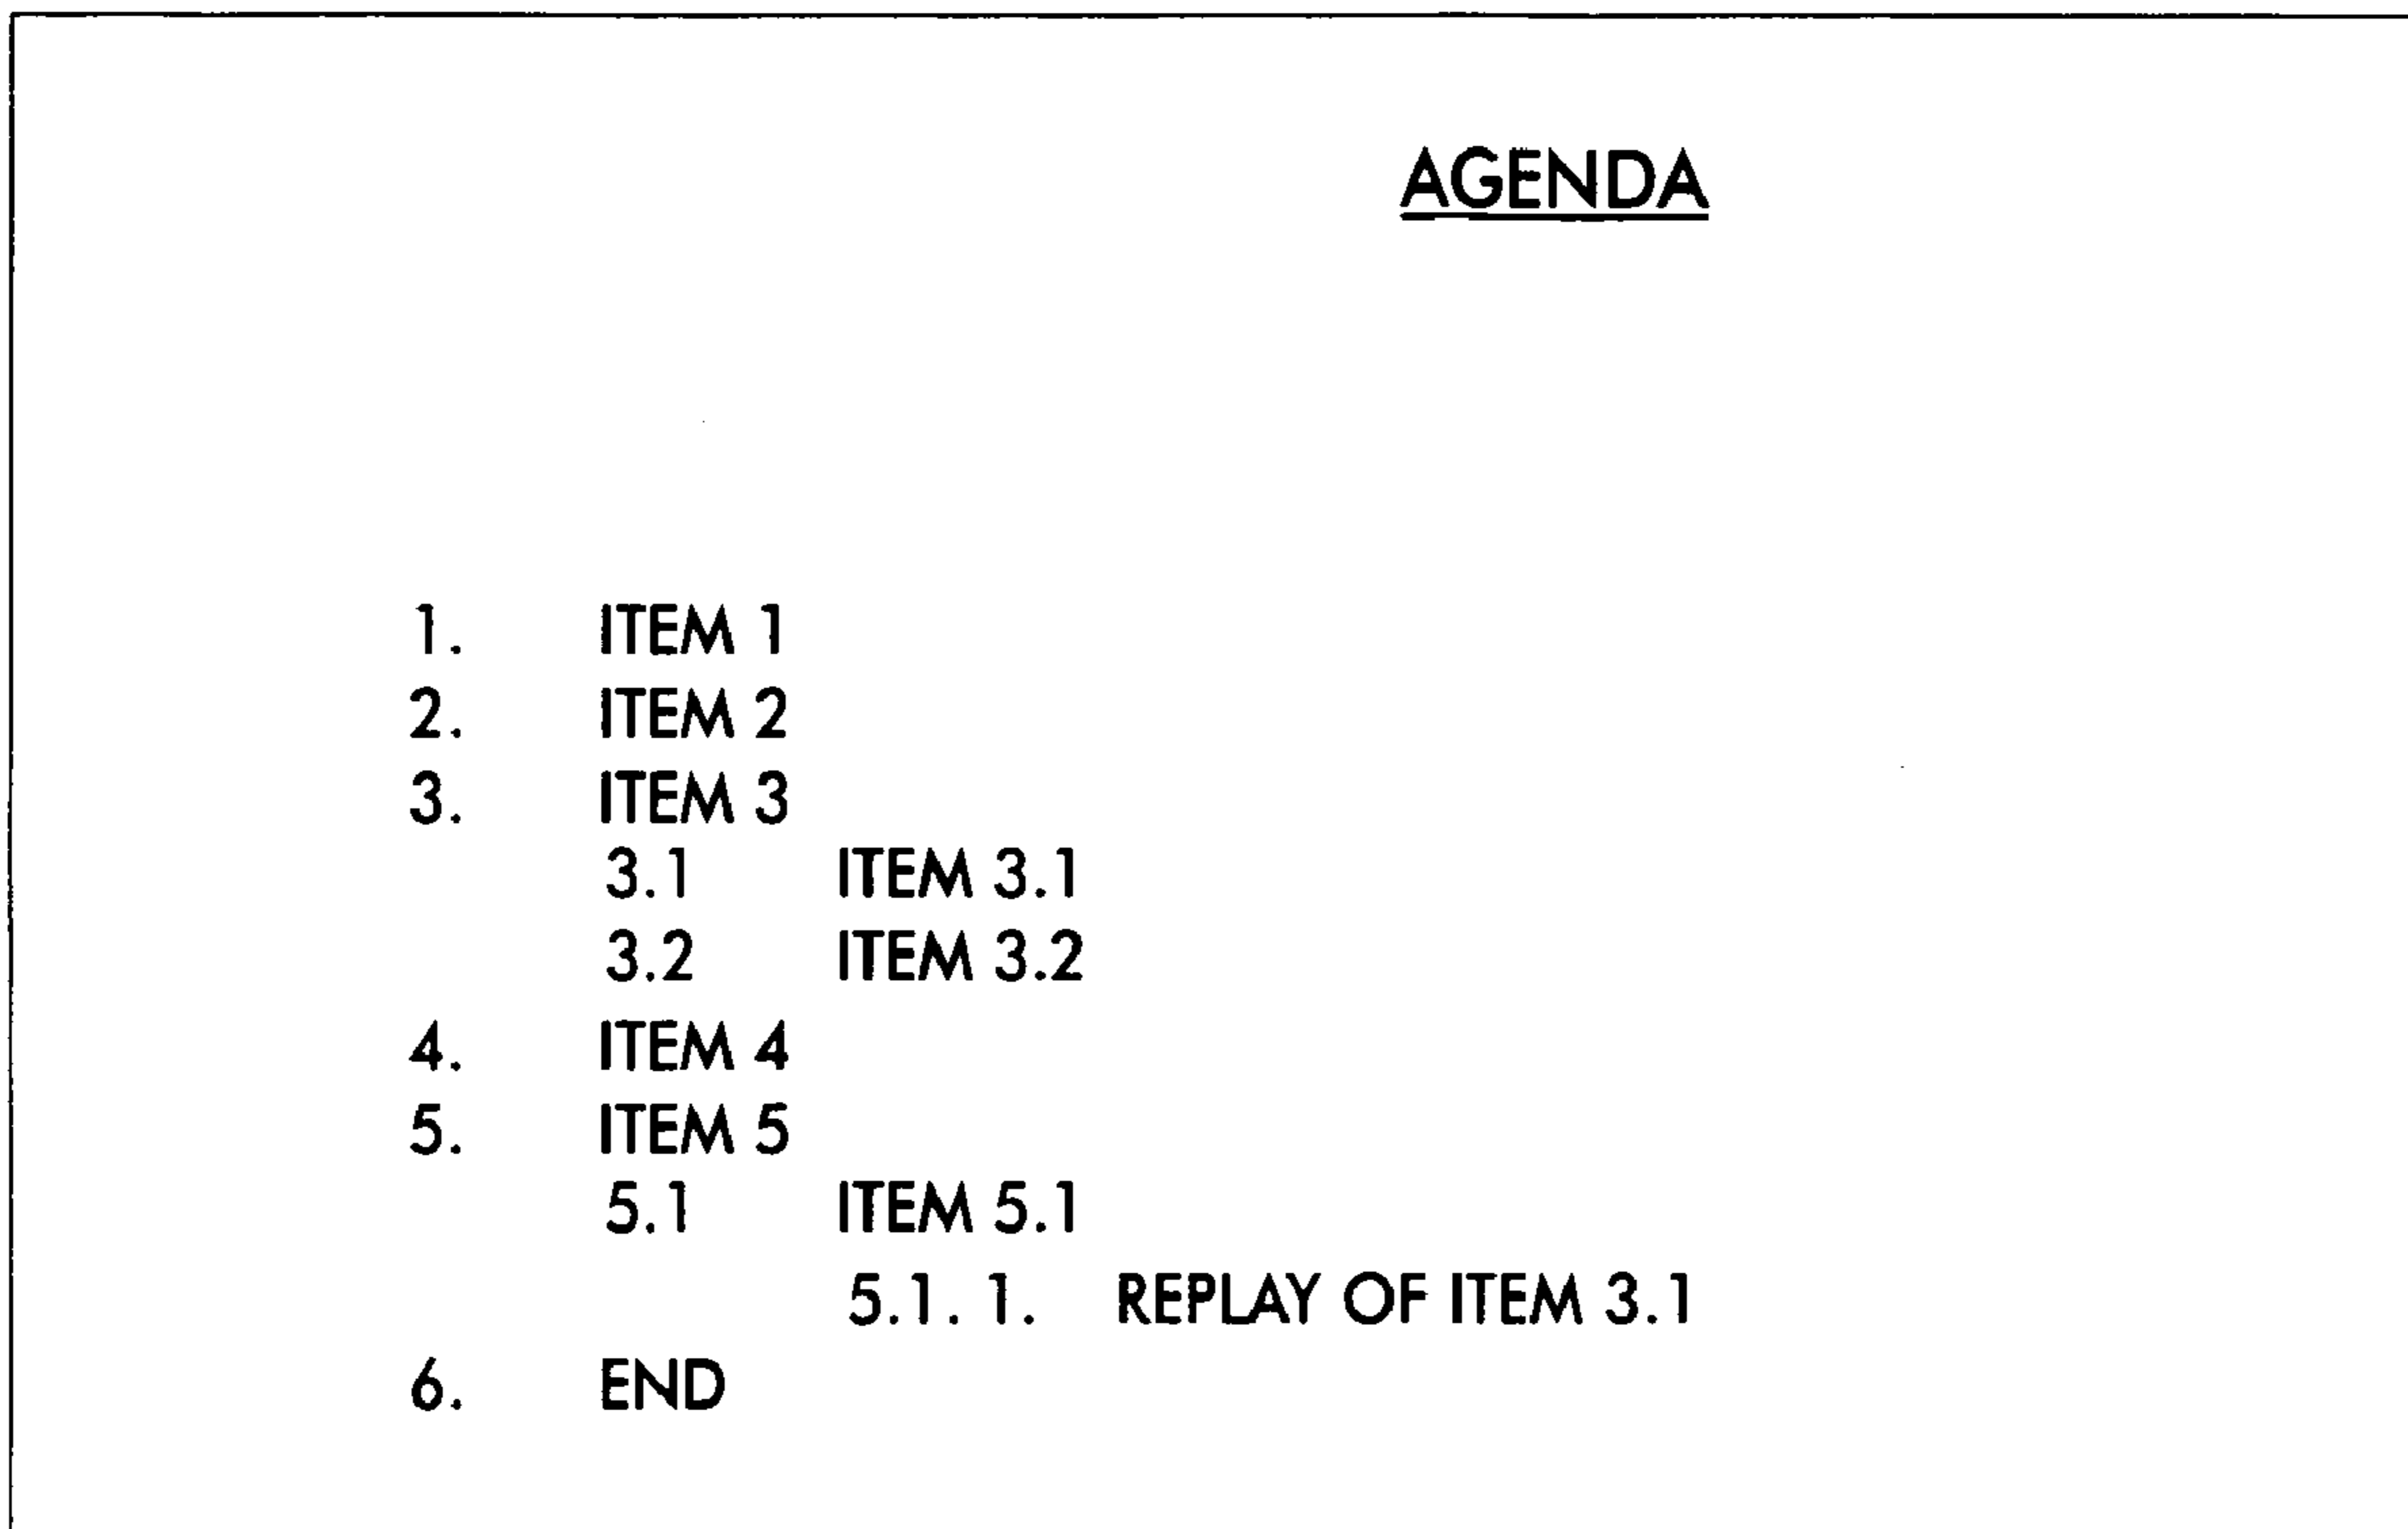 AGENDA
1. ITEM 1
2. ITEM 2
3. ITEM 3
3.1 ITEM 3.1
3.2 ITEM 3.2
4. ITEM 4
5. ITEM 5
5.1 ITEM 5.1
5.1. 1. REPLAY OF ITEM 3.1
6. END